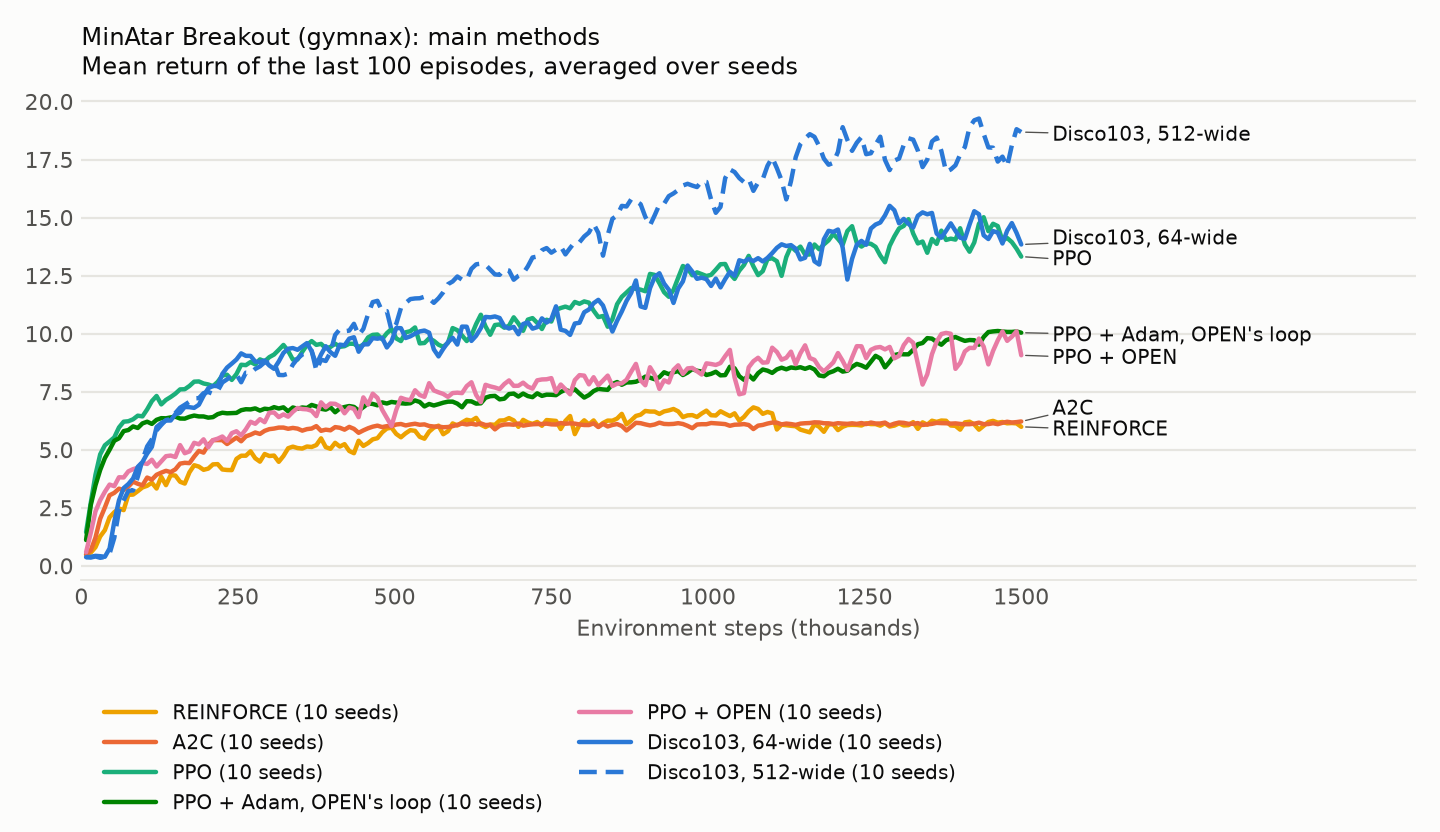 MinAtar Breakout (gymnax): main methods
Mean return of the last 100 episodes, averaged over seeds
20.0
17.5
15.0
12.5
10.0
7.5
5.0
2.5
0.0
Disco103, 512-wide
Disco103, 64-wide
PPO
PPO + Adam, OPEN's loop
PPO + OPEN
A2C
REINFORCE
0 250 500 750 1000 1250 1500
Environment steps (thousands)
REINFORCE (10 seeds)
A2C (10 seeds)
PPO (10 seeds)
PPO + Adam, OPEN's loop (10 seeds)
PPO + OPEN (10 seeds)
Disco103, 64-wide (10 seeds)
Disco103, 512-wide (10 seeds)